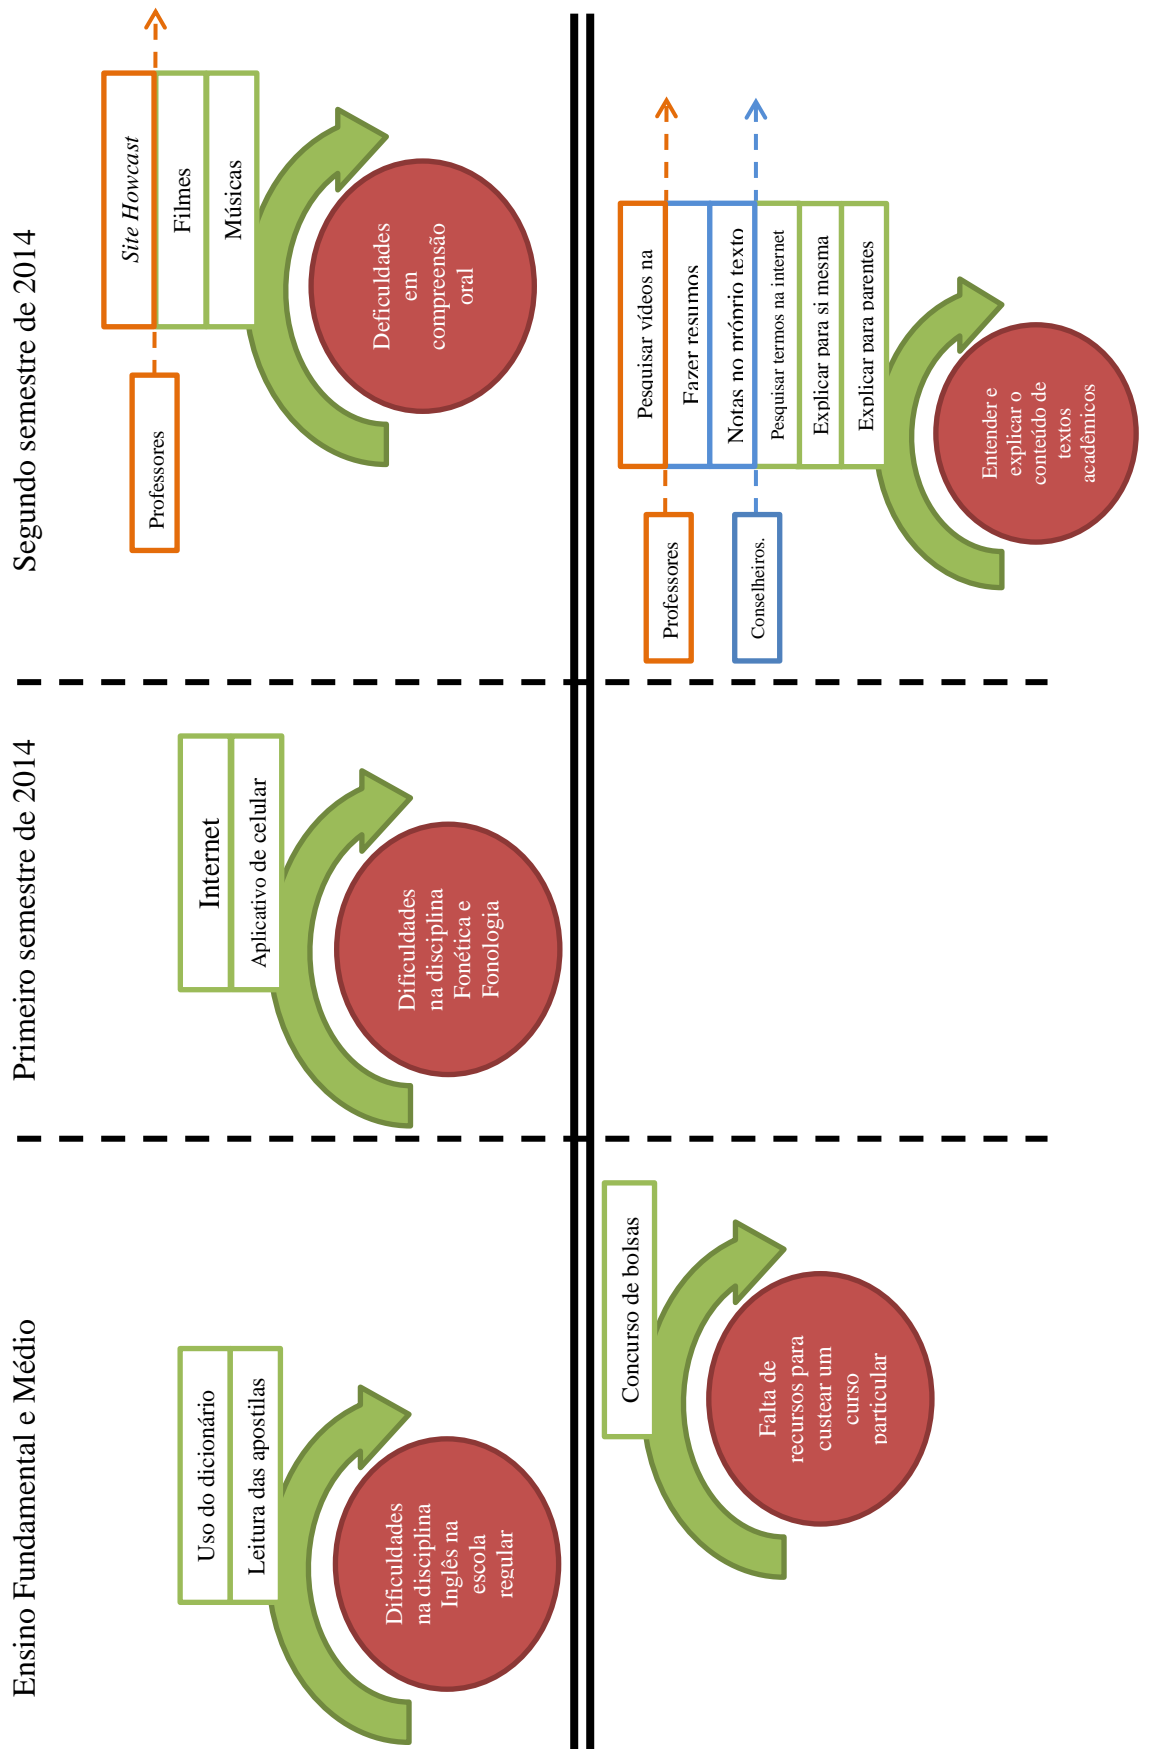 Ensino Fundamental e Médio
Primeiro semestre de 2014
Segundo semestre de 2014
Uso do dicionário
Leitura das apostilas
Dificuldades
na disciplina
Inglês na
escola
regular
Internet
Aplicativo de celular
Dificuldades
na disciplina
Fonética e
Fonologia
Professores
Site Howcast
Filmes
Músicas
Deficuldades
em
compreensão
oral
Concurso de bolsas
Falta de
recursos para
custear um
curso
particular
Professores
Conselheiros.
Pesquisar vídeos na
Fazer resumos
Notas no próprio texto
Pesquisar termos na internet
Explicar para si mesma
Explicar para parentes
Entender e
explicar o
conteúdo de
textos
acadêmicos